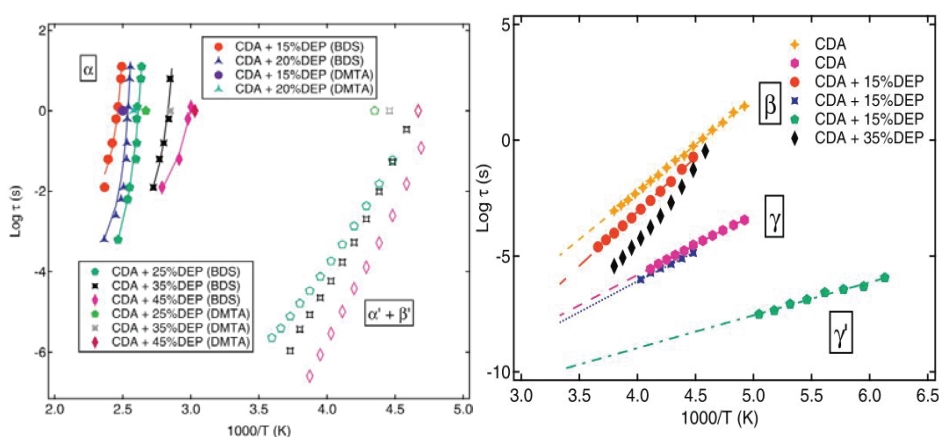 2
0
-2
-4
-6
Log τ (s)
2.0 2.5 3.0 3.5 4.0 4.5 5.0
1000/T (K)
α
CDA + 15%DEP (BDS)
CDA + 20%DEP (BDS)
CDA + 15%DEP (DMTA)
CDA + 20%DEP (DMTA)
CDA + 25%DEP (BDS)
CDA + 35%DEP (BDS)
CDA + 45%DEP (BDS)
CDA + 25%DEP (DMTA)
CDA + 35%DEP (DMTA)
CDA + 45%DEP (DMTA)
α' + β'
5
0
-5
-10
Log τ (s)
3.0 3.5 4.0 4.5 5.0 5.5 6.0 6.5
1000/T (K)
CDA
CDA
CDA + 15%DEP
CDA + 15%DEP
CDA + 15%DEP
CDA + 35%DEP
β
γ
γ'